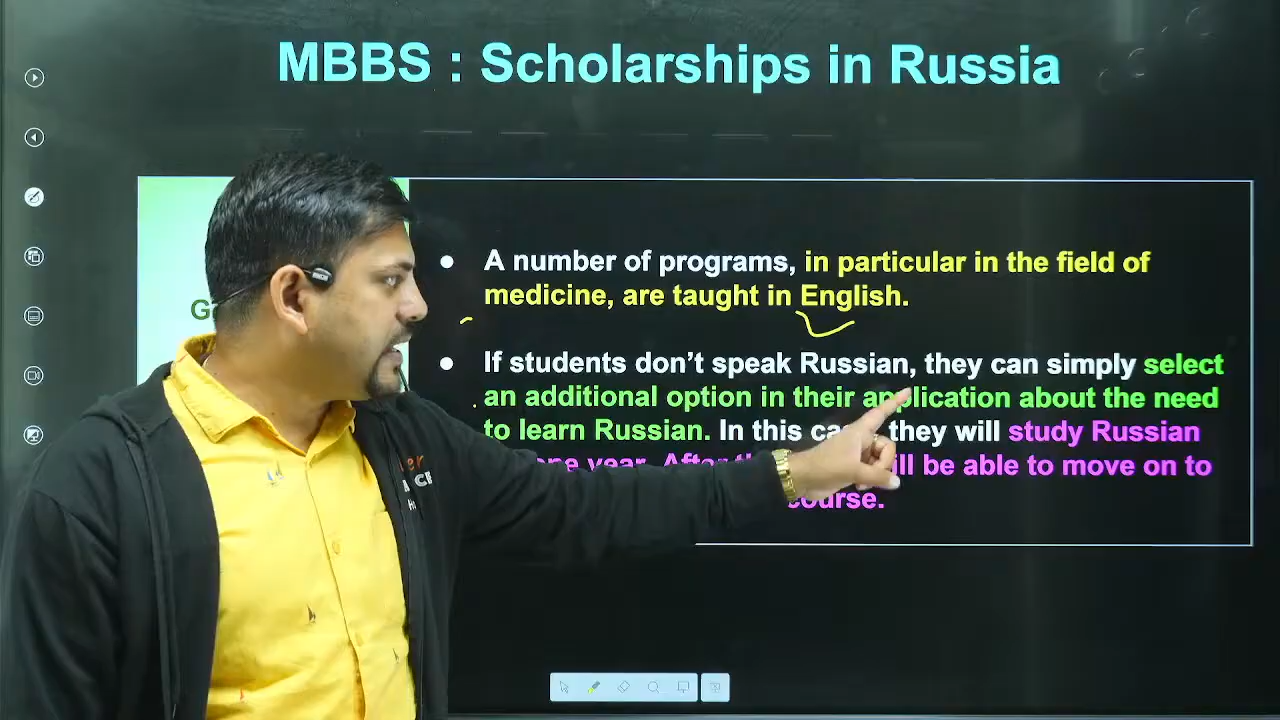 MBBS : Scholarships in Russia
A number of programs, in particular in the field of
medicine, are taught in English.
If students don’t speak Russian, they can simply select
an additional option in their application about the need
to learn Russian. In this they will study Russian
year. will be able to move on to
course.